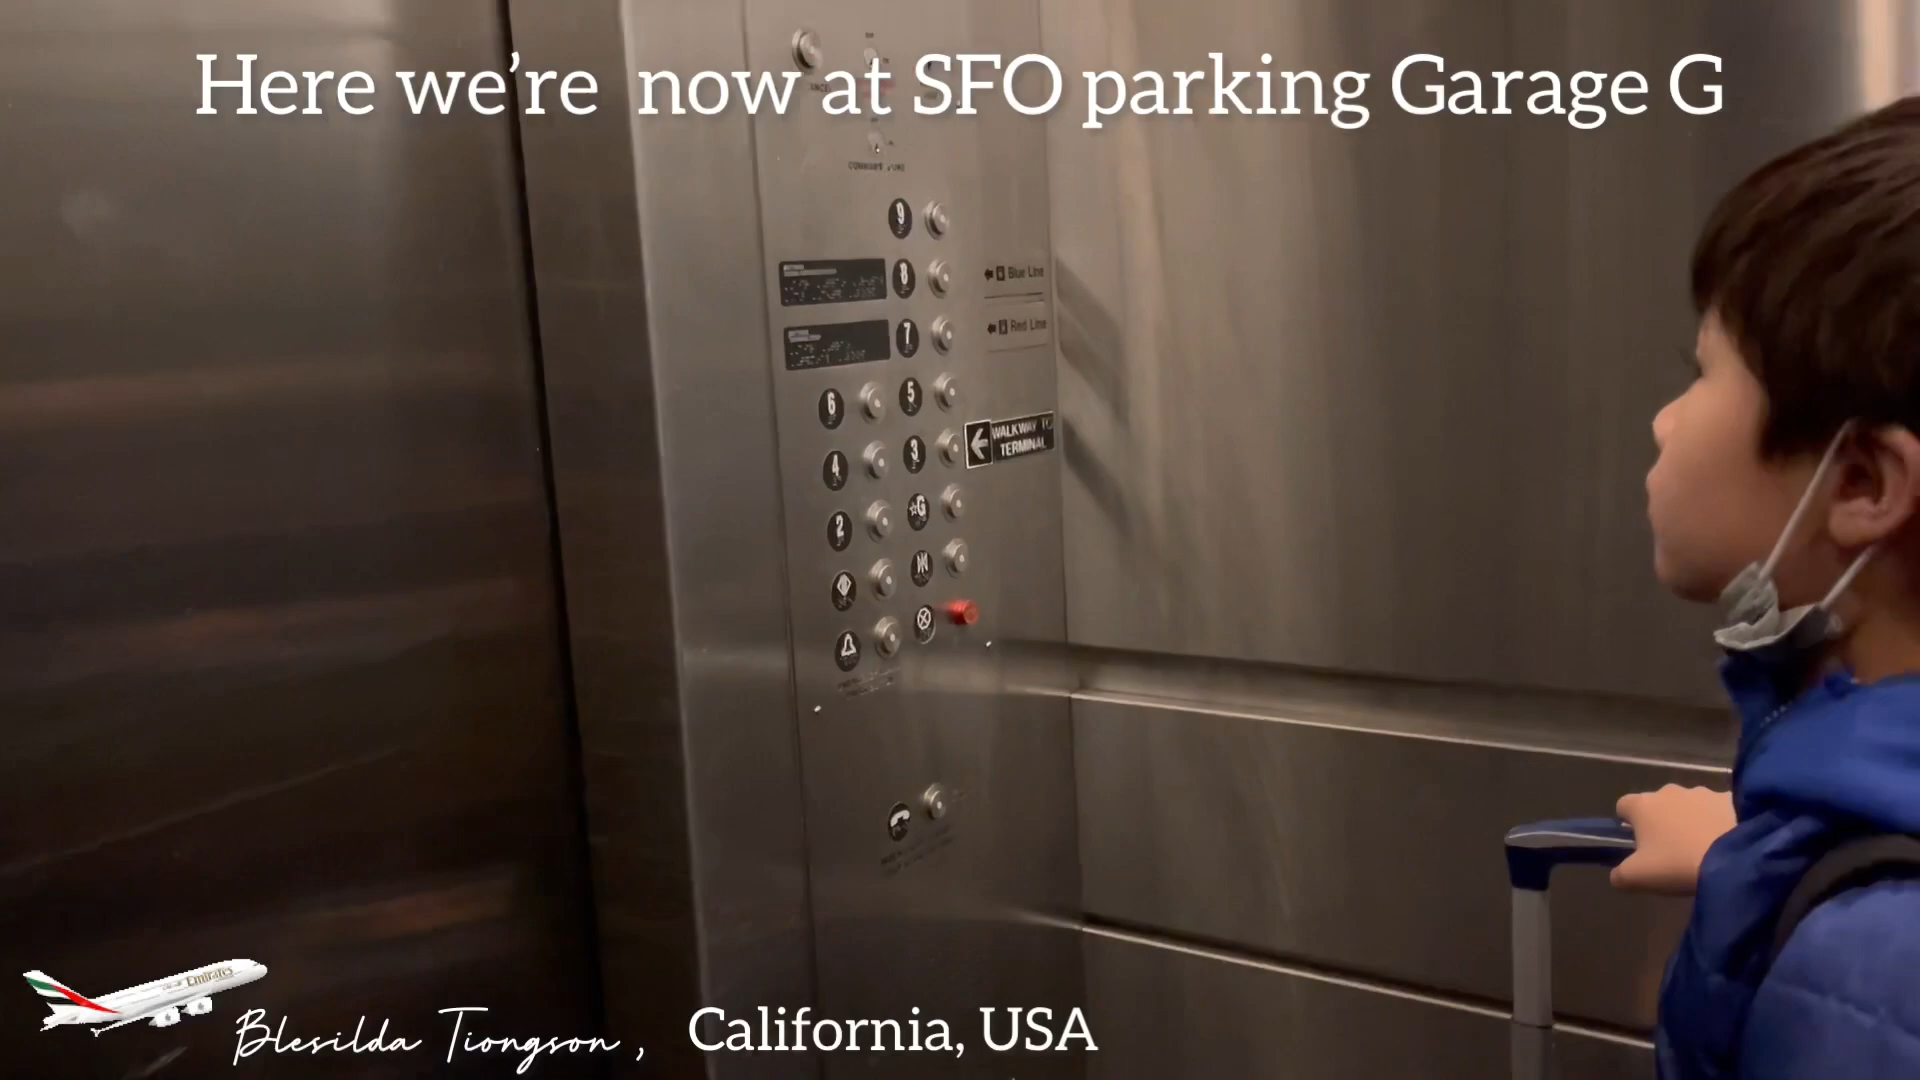 Here we're  now at SFO parking Garage G
9
8
Blue Line
7
Red Line
6
5
4
3
WALKWAY TO
TERMINAL
2
☆G
Emirates
Blesilda Tiongson ,
California, USA